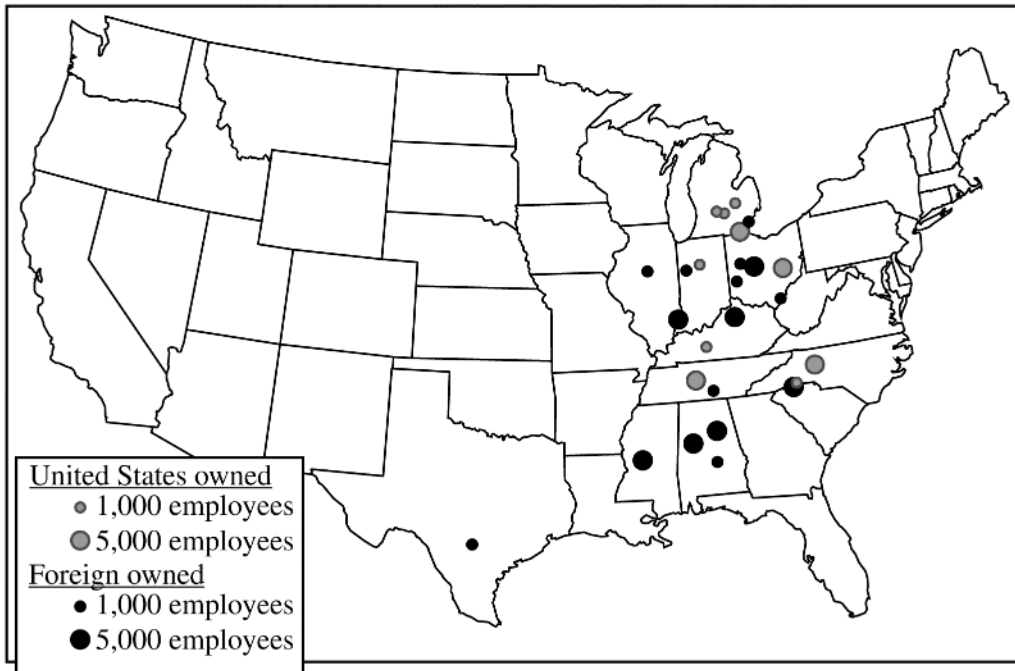 United States owned
1,000 employees
5,000 employees
Foreign owned
1,000 employees
5,000 employees